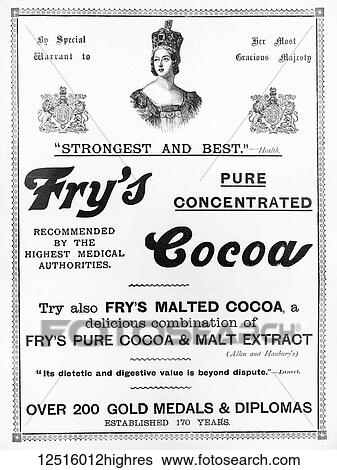 By Special
Warrant to
Her Most
Gracious Majesty
"STRONGEST AND BEST."—Health.
Fry's
PURE
CONCENTRATED
Cocoa
RECOMMENDED
BY THE
HIGHEST MEDICAL
AUTHORITIES.
Try also FRY'S MALTED COCOA, a
delicious combination of
FRY'S PURE COCOA & MALT EXTRACT
(Allen and Hanbury's)
"Its dietetic and digestive value is beyond dispute."—Lancet.
OVER 200 GOLD MEDALS & DIPLOMAS
ESTABLISHED 170 YEARS.
FOTOSEARCH
12516012highres www.fotosearch.com